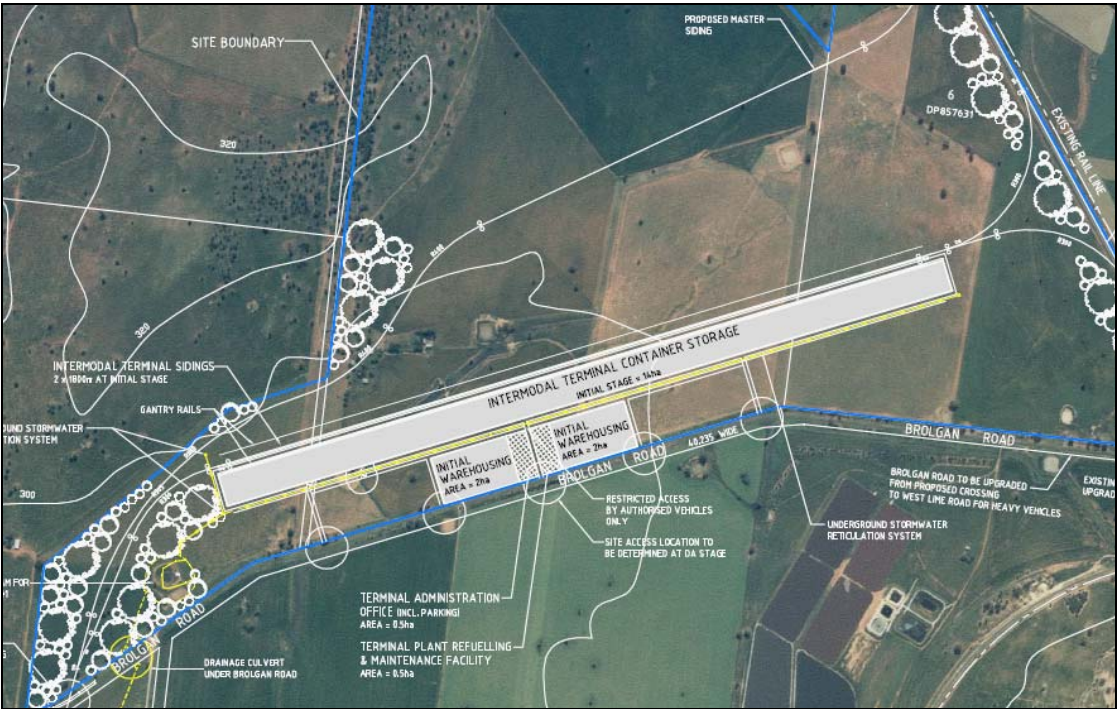 SITE BOUNDARY
PROPOSED MASTER
SIDING
6
DP857631
EXISTING RAIL LINE
320
320
300
INTERMODAL TERMINAL SIDINGS
2 x 1800m AT INITIAL STAGE
GANTRY RAILS
OUND STORMWATER
TION SYSTEM
INTERMODAL TERMINAL CONTAINER STORAGE
INITIAL STAGE = 14ha
INITIAL
WAREHOUSING
AREA = 2ha
INITIAL
WAREHOUSING
AREA = 2ha
BROLGAN ROAD
40.235 WIDE
BROLGAN ROAD
BROLGAN ROAD TO BE UPGRADED
FROM PROPOSED CROSSING
TO WEST LIME ROAD FOR HEAVY VEHICLES
EXISTIN
UPGRA
RESTRICTED ACCESS
BY AUTHORISED VEHICLES
ONLY
SITE ACCESS LOCATION TO
BE DETERMINED AT DA STAGE
UNDERGROUND STORMWATER
RETICULATION SYSTEM
AM FOR
TERMINAL ADMINISTRATION
OFFICE (INCL. PARKING)
AREA = 0.5ha
TERMINAL PLANT REFUELLING
& MAINTENANCE FACILITY
AREA = 0.5ha
DRAINAGE CULVERT
UNDER BROLGAN ROAD
BROLGAN ROAD